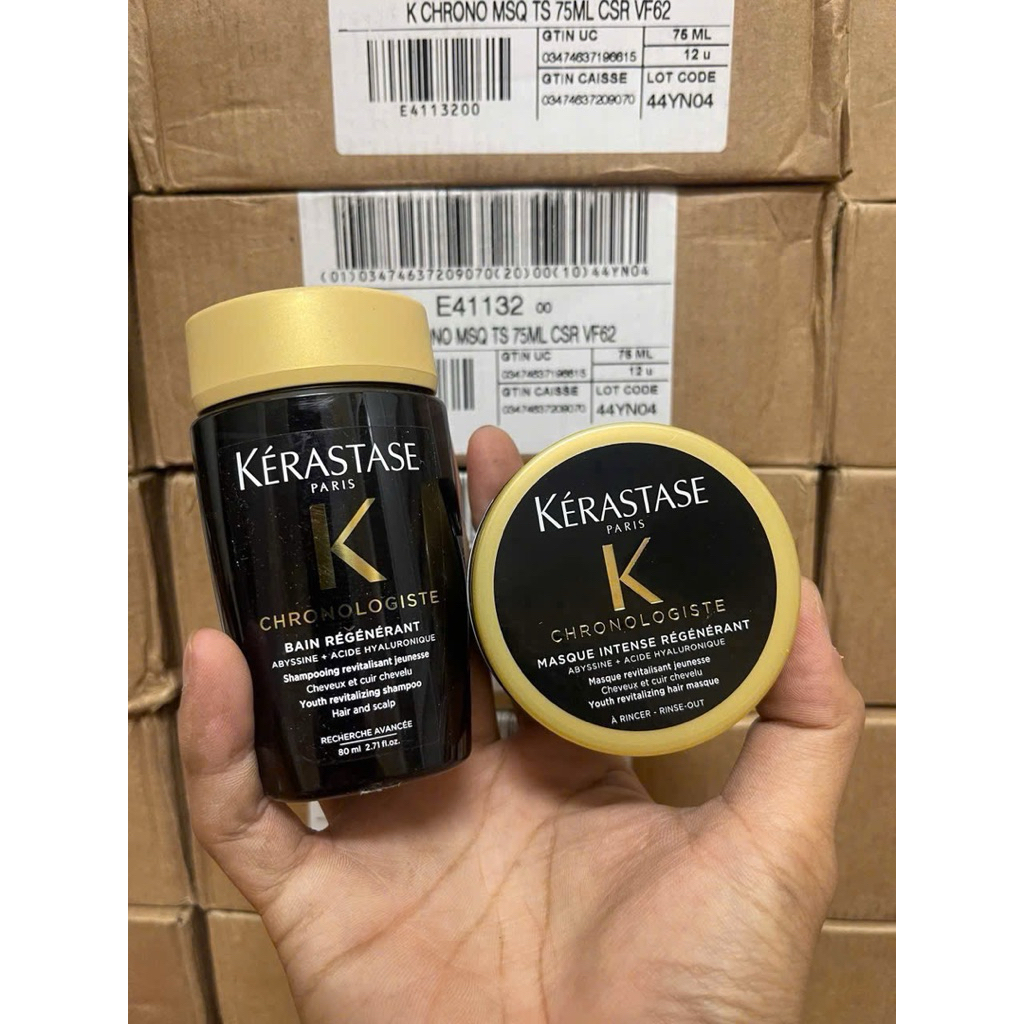 K CHRONO MSQ TS 75ML CSR VF62
E4113200
GTIN UC
03474637196615
75 ML
12 u
GTIN CAISSE
03474637209070
LOT CODE
44YN04
(01)03474637209070(20)00(10)44YN04
E41132 00
NO MSQ TS 75ML CSR VF62
GTIN UC
03474637196615
75 ML
12 u
GTIN CAISSE
03474637209070
LOT CODE
44YN04
KÉRASTASE
PARIS
K
CHRONOLOGISTE
BAIN RÉGÉNÉRANT
ABYSSINE + ACIDE HYALURONIQUE
Shampooing revitalisant jeunesse
Cheveux et cuir chevelu
Youth revitalizing shampoo
Hair and scalp
RECHERCHE AVANCÉE
80 ml 2.71 fl.oz.
KÉRASTASE
PARIS
K
CHRONOLOGISTE
MASQUE INTENSE RÉGÉNÉRANT
ABYSSINE + ACIDE HYALURONIQUE
Masque revitalisant jeunesse
Cheveux et cuir chevelu
Youth revitalizing hair masque
À RINCER - RINSE-OUT